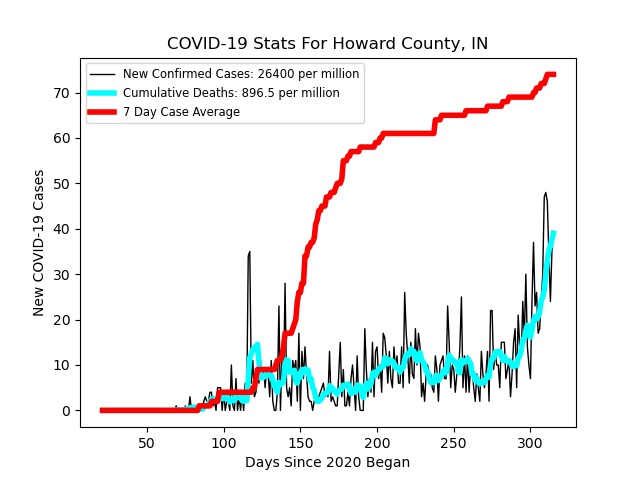 COVID-19 Stats For Howard County, IN
New Confirmed Cases: 26400 per million
Cumulative Deaths: 896.5 per million
7 Day Case Average
New COVID-19 Cases
70
60
50
40
30
20
10
0
50 100 150 200 250 300
Days Since 2020 Began